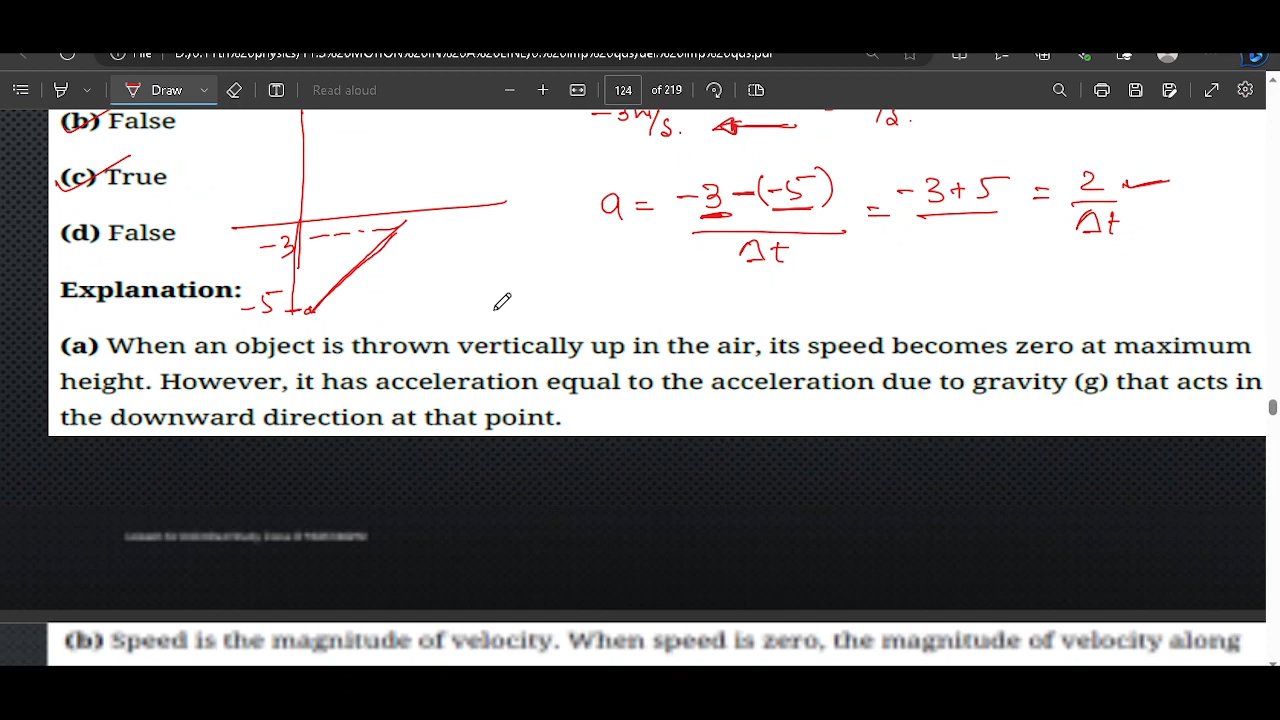 File
Draw
Read aloud
124 of 219
(b) False
-3 m/s.
/s.
(c) True
a = -3-(-5) / Δt = -3+5 = 2 / Δt
(d) False
-3
Explanation:
-5
(a) When an object is thrown vertically up in the air, its speed becomes zero at maximum
height. However, it has acceleration equal to the acceleration due to gravity (g) that acts in
the downward direction at that point.
(b) Speed is the magnitude of velocity. When speed is zero, the magnitude of velocity along